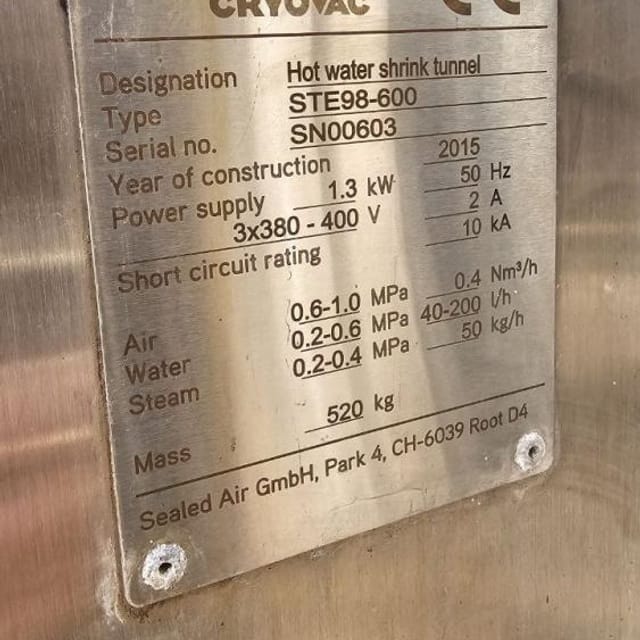 CRYOVAC CE
Designation Hot water shrink tunnel
Type STE98-600
Serial no. SN00603
Year of construction 2015
Power supply 1.3 kW 50 Hz
3x380 - 400 V 2 A
Short circuit rating 10 kA
Air 0.6-1.0 MPa 0.4 Nm³/h
Water 0.2-0.6 MPa 40-200 l/h
Steam 0.2-0.4 MPa 50 kg/h
Mass 520 kg
Sealed Air GmbH, Park 4, CH-6039 Root D4